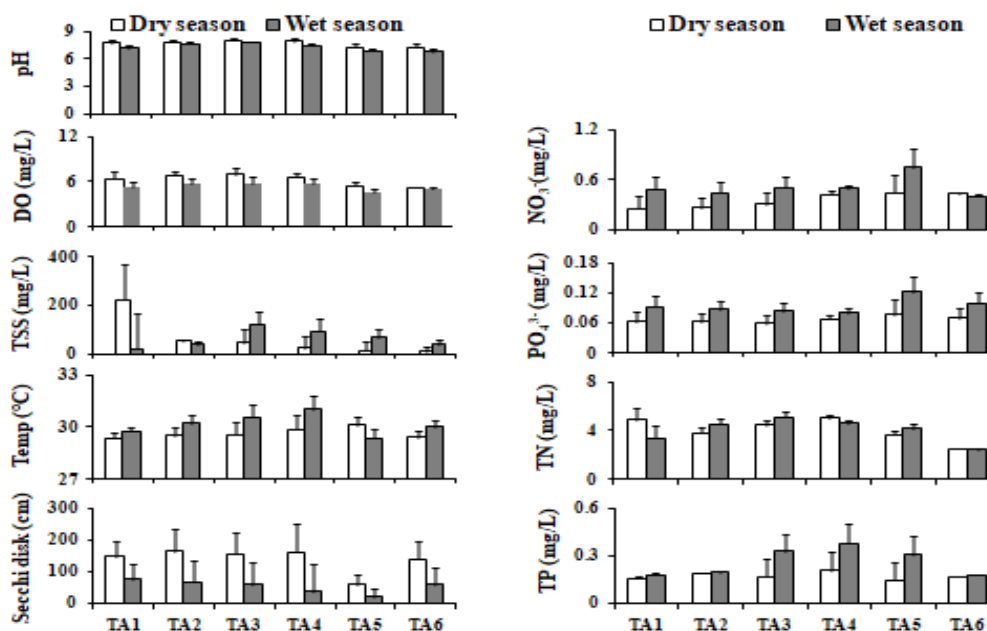 Dry season Wet season
Dry season Wet season
9
6
3
0
pH
12
6
0
DO (mg/L)
400
200
0
TSS (mg/L)
33
30
27
Temp (°C)
300
200
100
0
Secchi disk (cm)
TA1 TA2 TA3 TA4 TA5 TA6
1.2
0.6
0
NO₃⁻(mg/L)
0.18
0.12
0.06
0
PO₄³⁻ (mg/L)
8
4
0
TN (mg/L)
0.6
0.3
0
TP (mg/L)
TA1 TA2 TA3 TA4 TA5 TA6